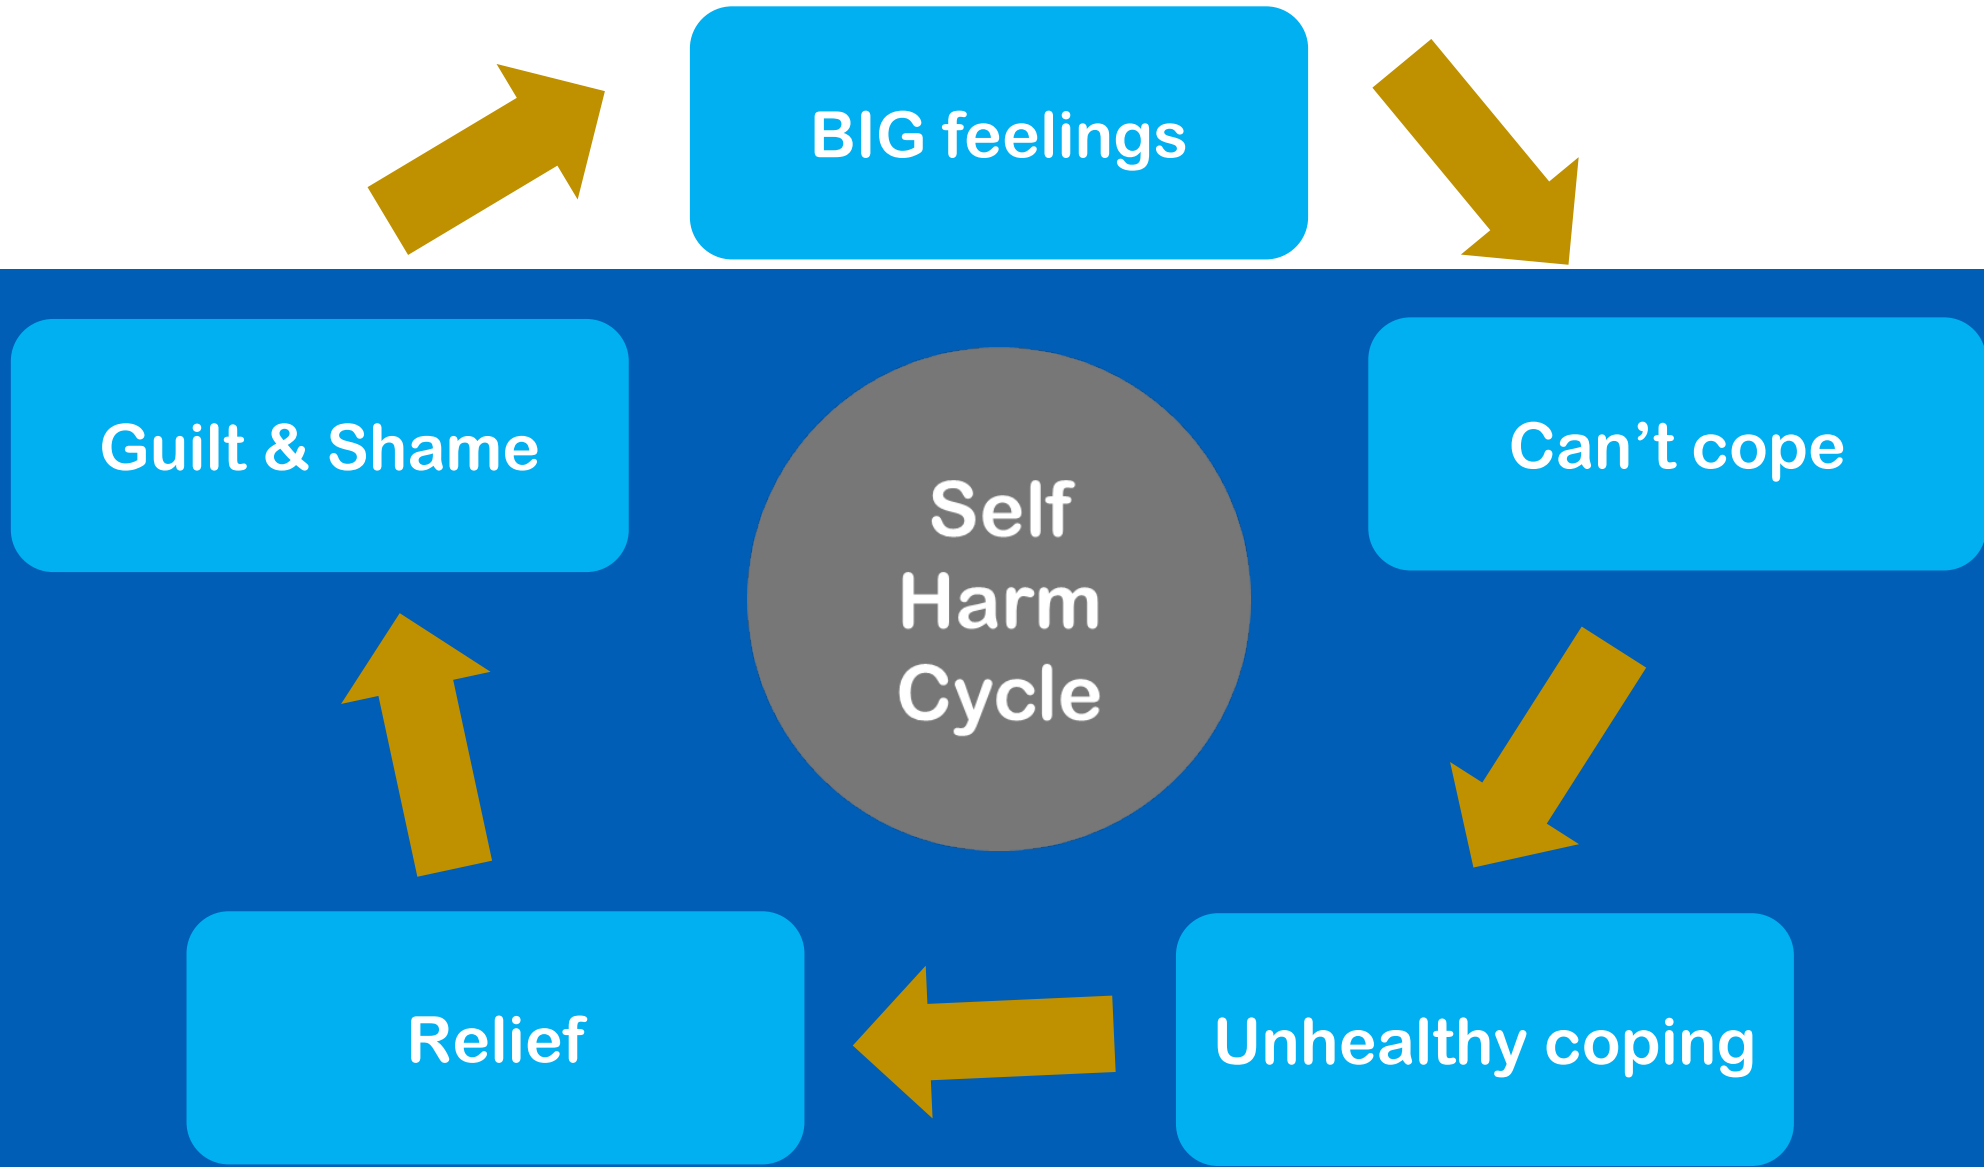 BIG feelings
Guilt & Shame
Can’t cope
Self
Harm
Cycle
Relief
Unhealthy coping